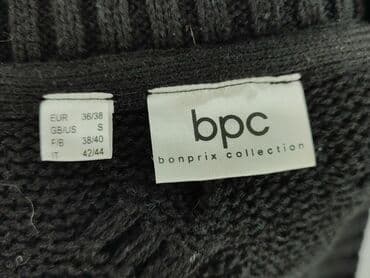 EUR 36/38
GB/US S
F/B 38/40
IT 42/44
bpc
bonprix collection